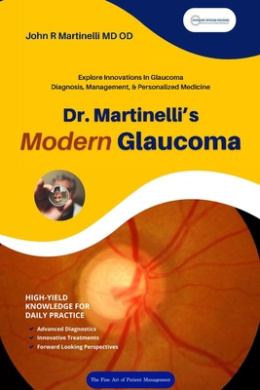 John R Martinelli MD OD
Explore Innovations In Glaucoma
Diagnosis, Management, & Personalized Medicine
Dr. Martinelli's
Modern Glaucoma
HIGH-YIELD
KNOWLEDGE FOR
DAILY PRACTICE
Advanced Diagnostics
Innovative Treatments
Forward Looking Perspectives
The Fine Art of Patient Management